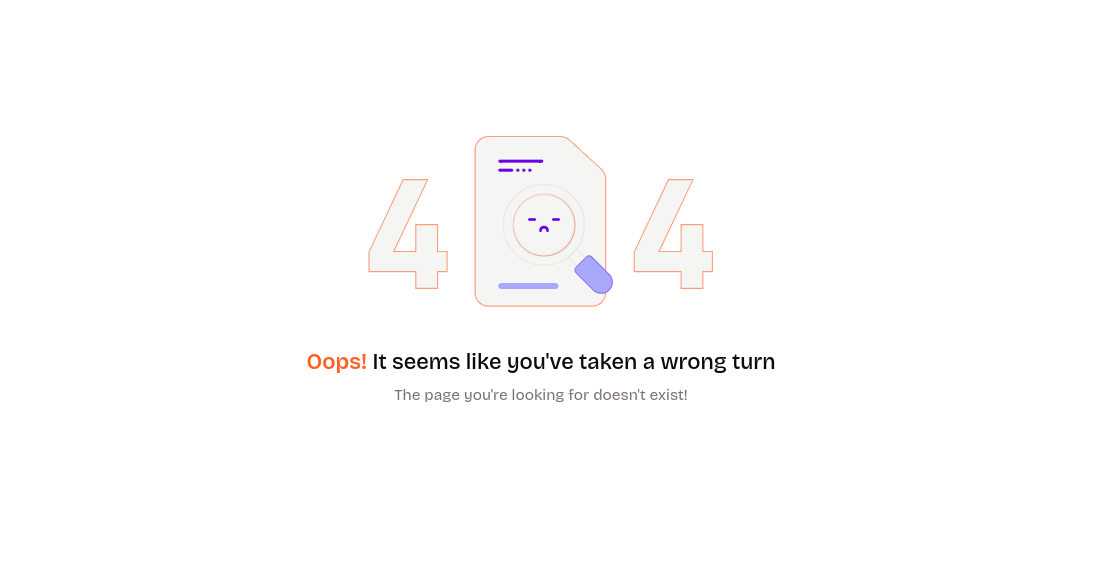 4 4
Oops! It seems like you've taken a wrong turn
The page you're looking for doesn't exist!